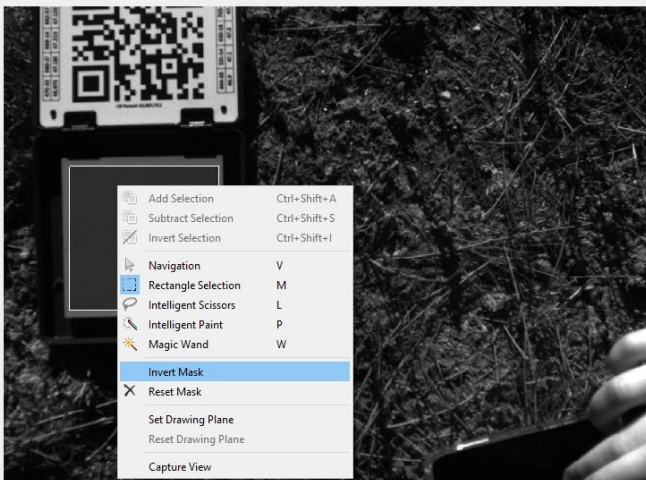 Add Selection Ctrl+Shift+A
Subtract Selection Ctrl+Shift+S
Invert Selection Ctrl+Shift+I
Navigation V
Rectangle Selection M
Intelligent Scissors L
Intelligent Paint P
Magic Wand W
Invert Mask
Reset Mask
Set Drawing Plane
Reset Drawing Plane
Capture View